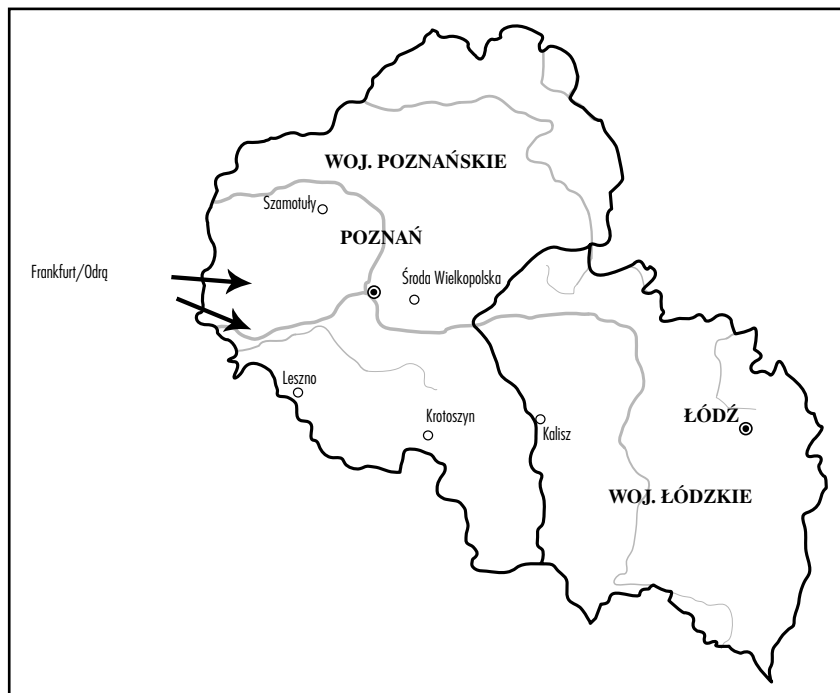 WOJ. POZNAŃSKIE
Szamotuły
POZNAŃ
Frankfurt/Odrą
Środa Wielkopolska
Leszno
Krotoszyn
Kalisz
ŁÓDŹ
WOJ. ŁÓDZKIE